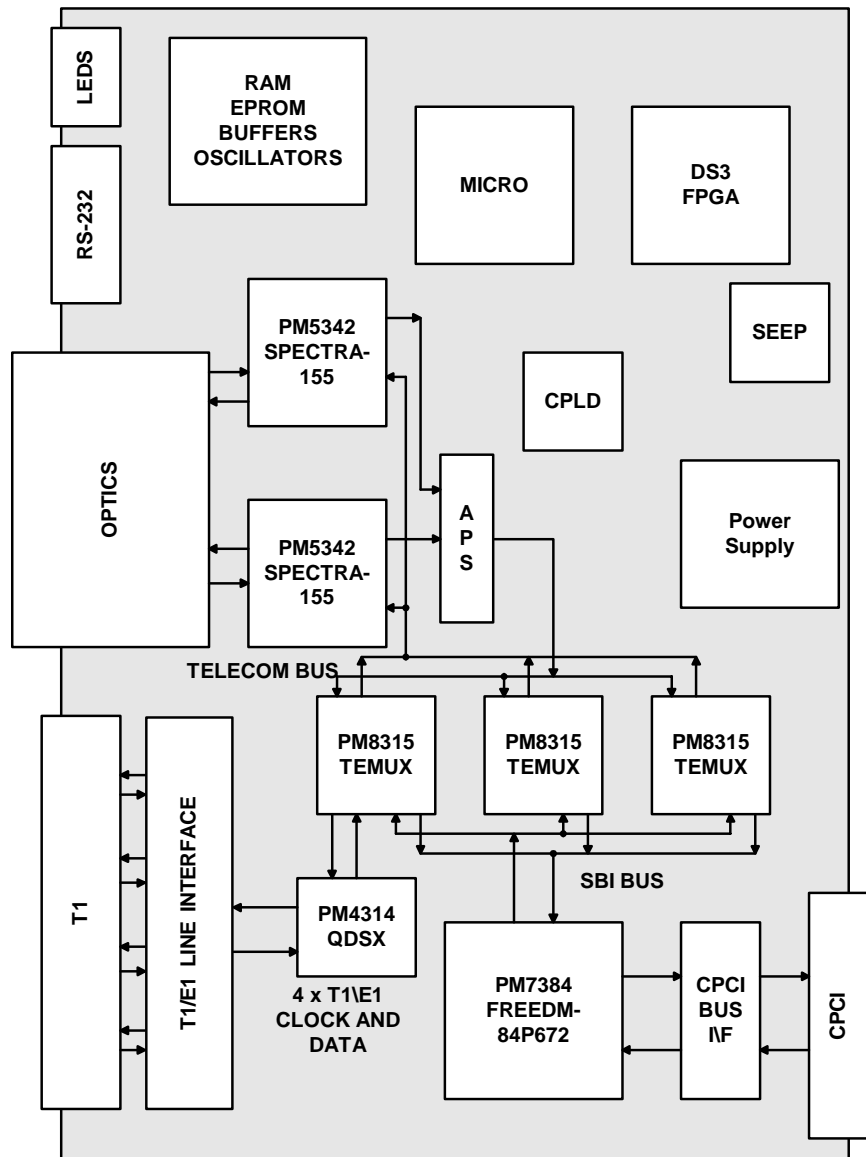 LEDS
RAM
EPROM
BUFFERS
OSCILLATORS
MICRO
DS3
FPGA
RS-232
PM5342
SPECTRA-
155
SEEP
CPLD
OPTICS
A
P
S
PM5342
SPECTRA-
155
Power
Supply
TELECOM BUS
PM8315
TEMUX
PM8315
TEMUX
PM8315
TEMUX
T1
T1/E1 LINE INTERFACE
SBI BUS
PM4314
QDSX
4 x T1\E1
CLOCK AND
DATA
PM7384
FREEDM-
84P672
CPCI
BUS
I\F
CPCI